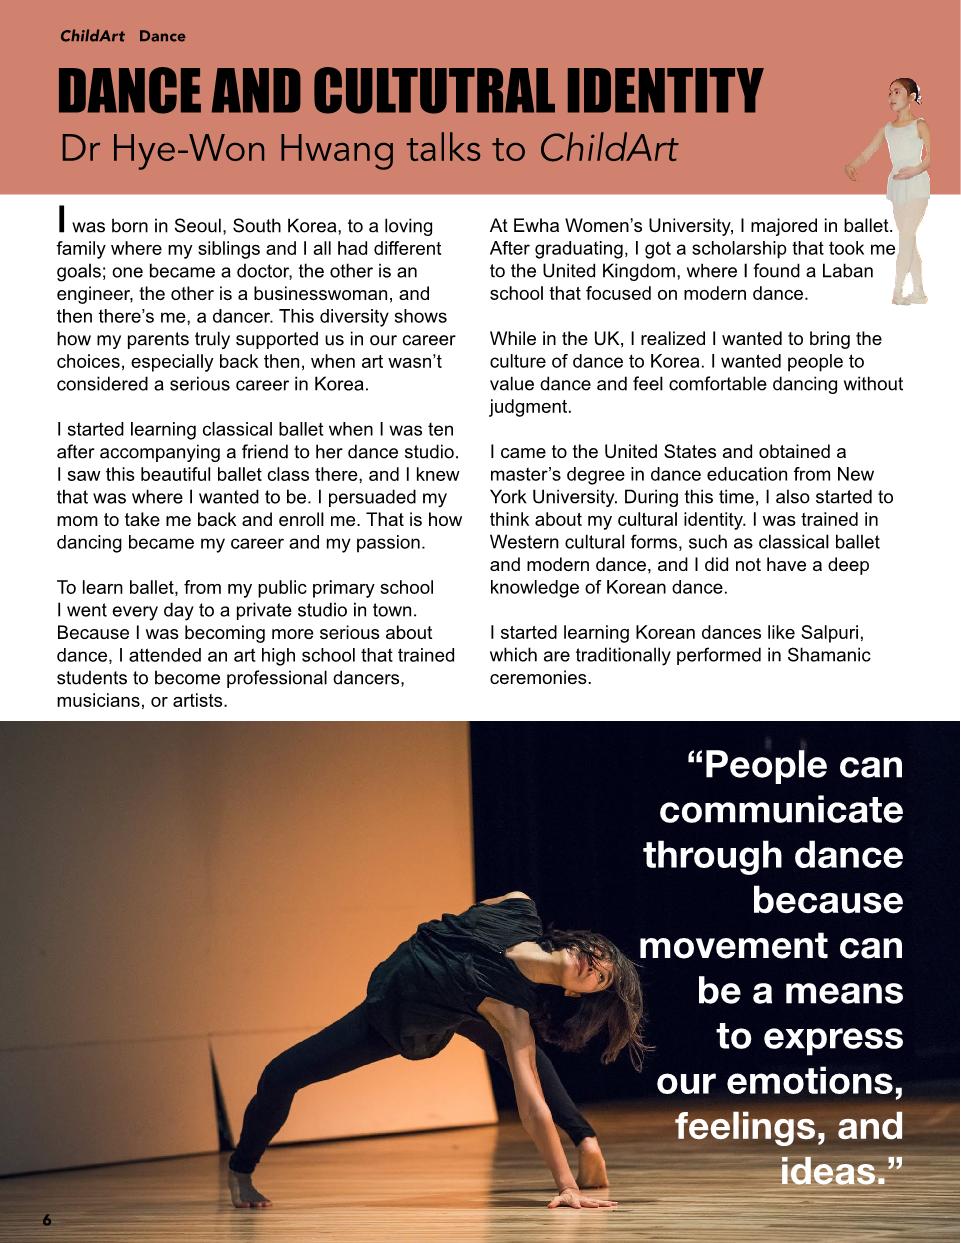 ChildArt Dance
DANCE AND CULTUTRAL IDENTITY
Dr Hye-Won Hwang talks to ChildArt
I was born in Seoul, South Korea, to a loving
family where my siblings and I all had different
goals; one became a doctor, the other is an
engineer, the other is a businesswoman, and
then there’s me, a dancer. This diversity shows
how my parents truly supported us in our career
choices, especially back then, when art wasn’t
considered a serious career in Korea.
I started learning classical ballet when I was ten
after accompanying a friend to her dance studio.
I saw this beautiful ballet class there, and I knew
that was where I wanted to be. I persuaded my
mom to take me back and enroll me. That is how
dancing became my career and my passion.
To learn ballet, from my public primary school
I went every day to a private studio in town.
Because I was becoming more serious about
dance, I attended an art high school that trained
students to become professional dancers,
musicians, or artists.
At Ewha Women’s University, I majored in ballet.
After graduating, I got a scholarship that took me
to the United Kingdom, where I found a Laban
school that focused on modern dance.
While in the UK, I realized I wanted to bring the
culture of dance to Korea. I wanted people to
value dance and feel comfortable dancing without
judgment.
I came to the United States and obtained a
master’s degree in dance education from New
York University. During this time, I also started to
think about my cultural identity. I was trained in
Western cultural forms, such as classical ballet
and modern dance, and I did not have a deep
knowledge of Korean dance.
I started learning Korean dances like Salpuri,
which are traditionally performed in Shamanic
ceremonies.
“People can
communicate
through dance
because
movement can
be a means
to express
our emotions,
feelings, and
ideas.”
6